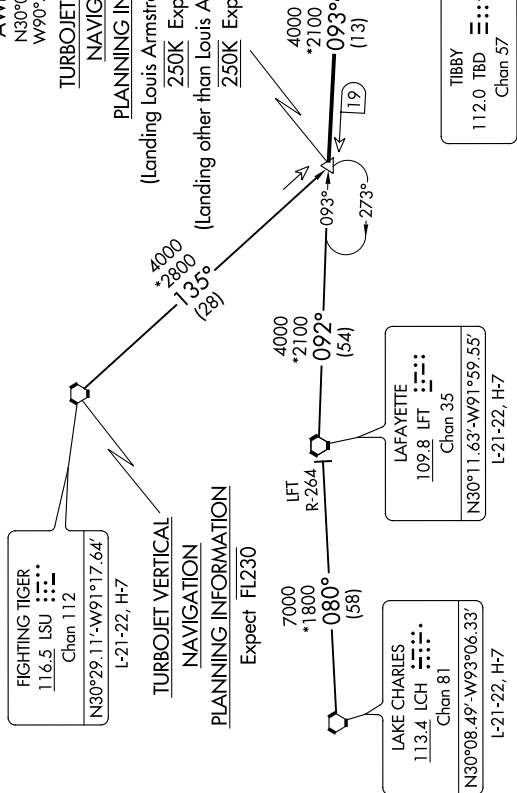 AWI
N30°0
W90°
TURBOJET
NAVIG
PLANNING IN
(Landing Louis Armstro
250K Exp
(Landing other than Louis A
250K Exp
4000
*2100
093°
(13)
19
TIBBY
112.0 TBD
Chan 57
4000
*2800
135°
(28)
093°
273°
4000
*2100
092°
(54)
FIGHTING TIGER
116.5 LSU
Chan 112
N30°29.11'-W91°17.64'
L-21-22, H-7
TURBOJET VERTICAL
NAVIGATION
PLANNING INFORMATION
Expect FL230
LFT
R-264
LAFAYETTE
109.8 LFT
Chan 35
N30°11.63'-W91°59.55'
L-21-22, H-7
7000
*1800
080°
(58)
LAKE CHARLES
113.4 LCH
Chan 81
N30°08.49'-W93°06.33'
L-21-22, H-7